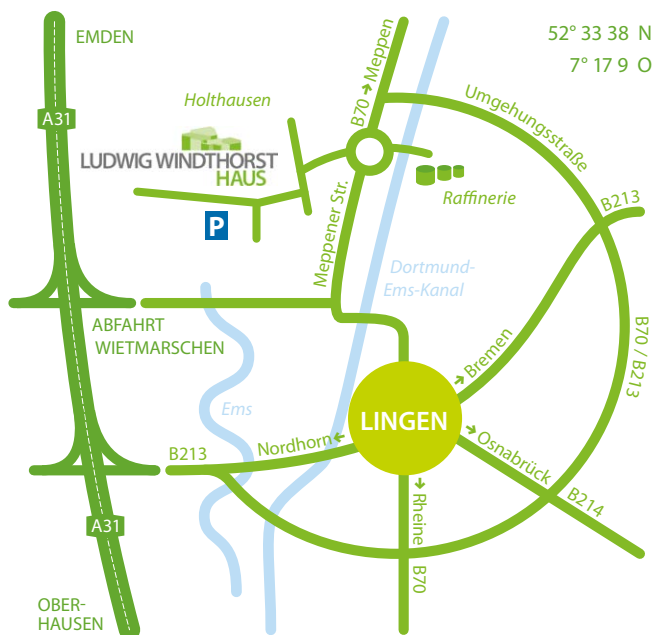 EMDEN
52° 33 38 N
7° 17 9 O
A31
Holthausen
B70 → Meppen
Umgehungsstraße
LUDWIG WINDTHORST
HAUS
Raffinerie
B213
P
Meppener Str.
Dortmund-
Ems-Kanal
ABFAHRT
WIETMARSCHEN
B70 / B213
→ Bremen
Ems
LINGEN
Nordhorn ←
B213
→ Osnabrück
B214
→ Rheine
B70
A31
OBER-
HAUSEN